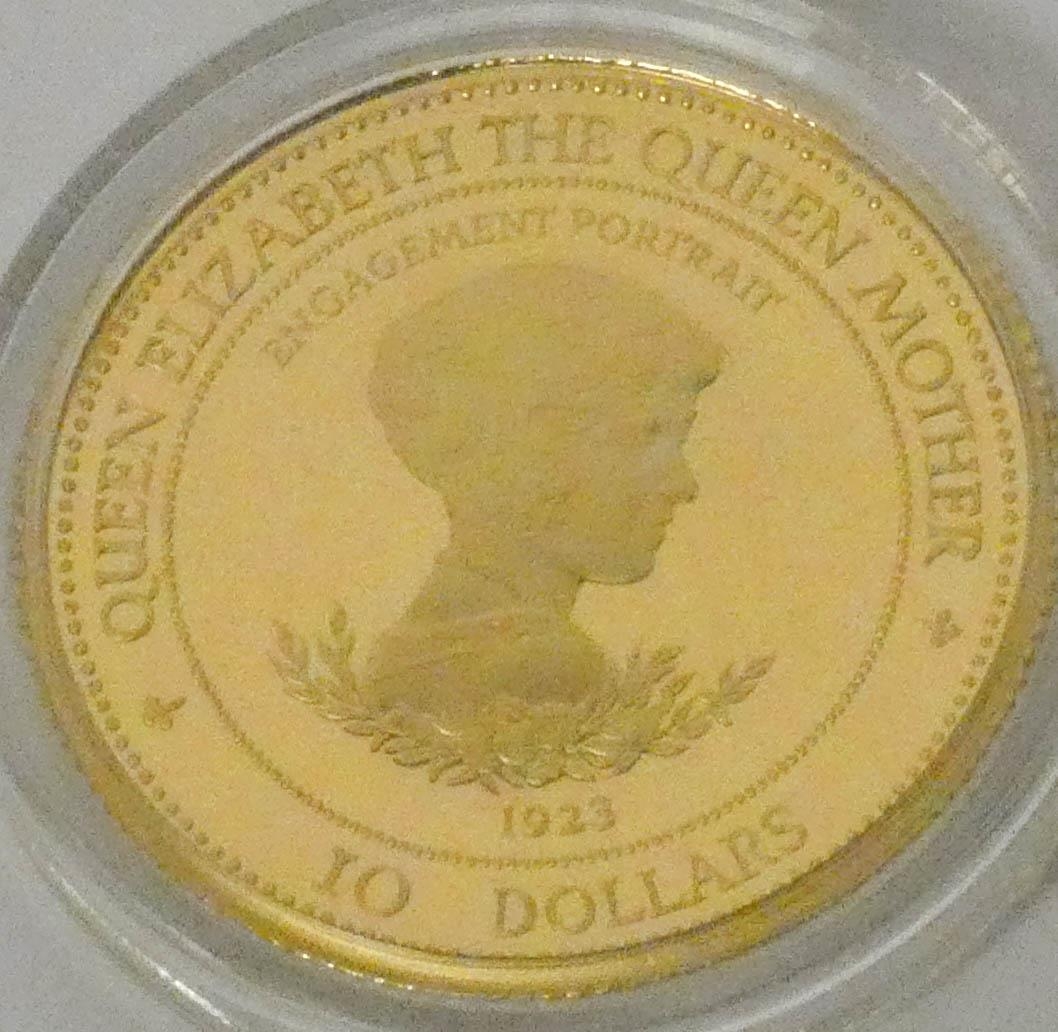 QUEEN ELIZABETH THE QUEEN MOTHER
ENGAGEMENT PORTRAIT
1923
10 DOLLARS